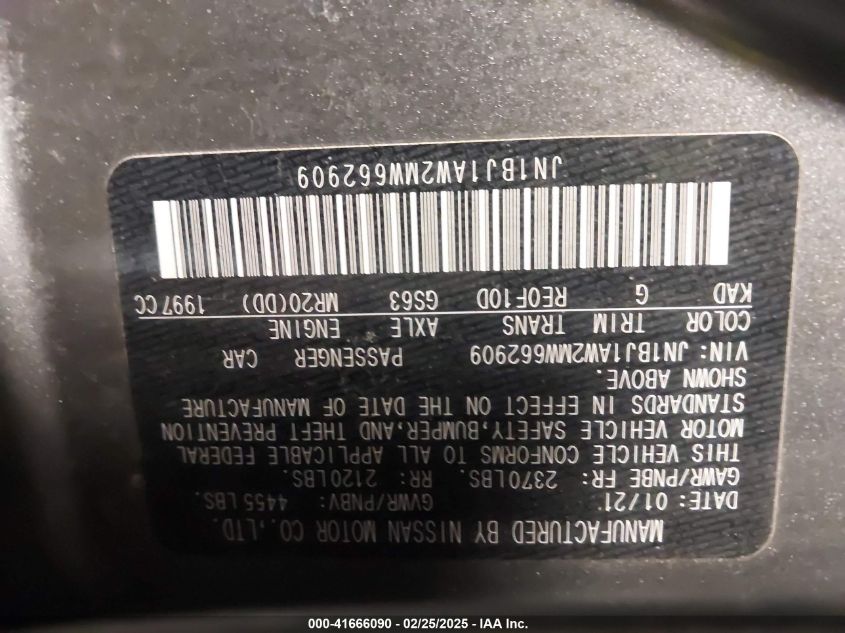 MANUFACTURED BY NISSAN MOTOR CO.,LTD.
DATE: 01/21 GVWR/PNBV: 4455 LBS.
GAWR/PNBE FR: 2370LBS. RR: 2120LBS.
THIS VEHICLE CONFORMS TO ALL APPLICABLE FEDERAL
MOTOR VEHICLE SAFETY,BUMPER,AND THEFT PREVENTION
STANDARDS IN EFFECT ON THE DATE OF MANUFACTURE
SHOWN ABOVE.
VIN: JN1BJ1AW2MW662909 PASSENGER CAR
COLOR TRIM TRANS AXLE ENGINE
KAD G RE0F10D GS63 MR20(DD) 1997CC
JN1BJ1AW2MW662909
000-41666090 – 02/25/2025 – IAA Inc.